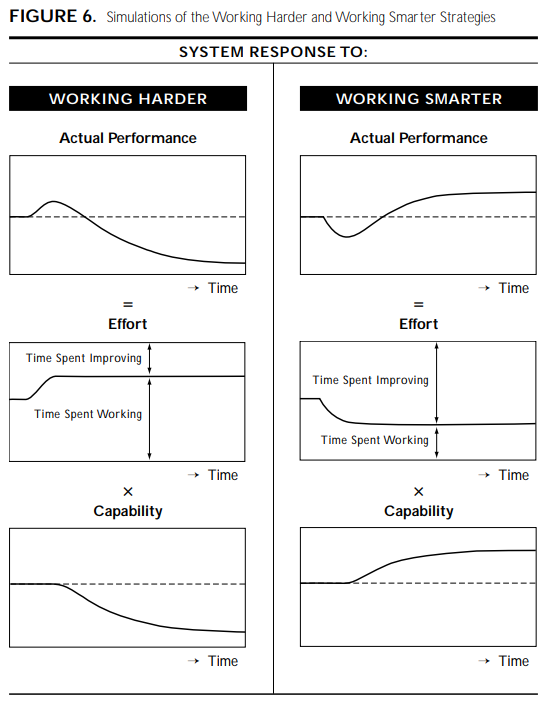 FIGURE 6. Simulations of the Working Harder and Working Smarter Strategies
SYSTEM RESPONSE TO:
WORKING HARDER
Actual Performance
→ Time
=
Effort
Time Spent Improving
Time Spent Working
→ Time
×
Capability
→ Time
WORKING SMARTER
Actual Performance
→ Time
=
Effort
Time Spent Improving
Time Spent Working
→ Time
×
Capability
→ Time